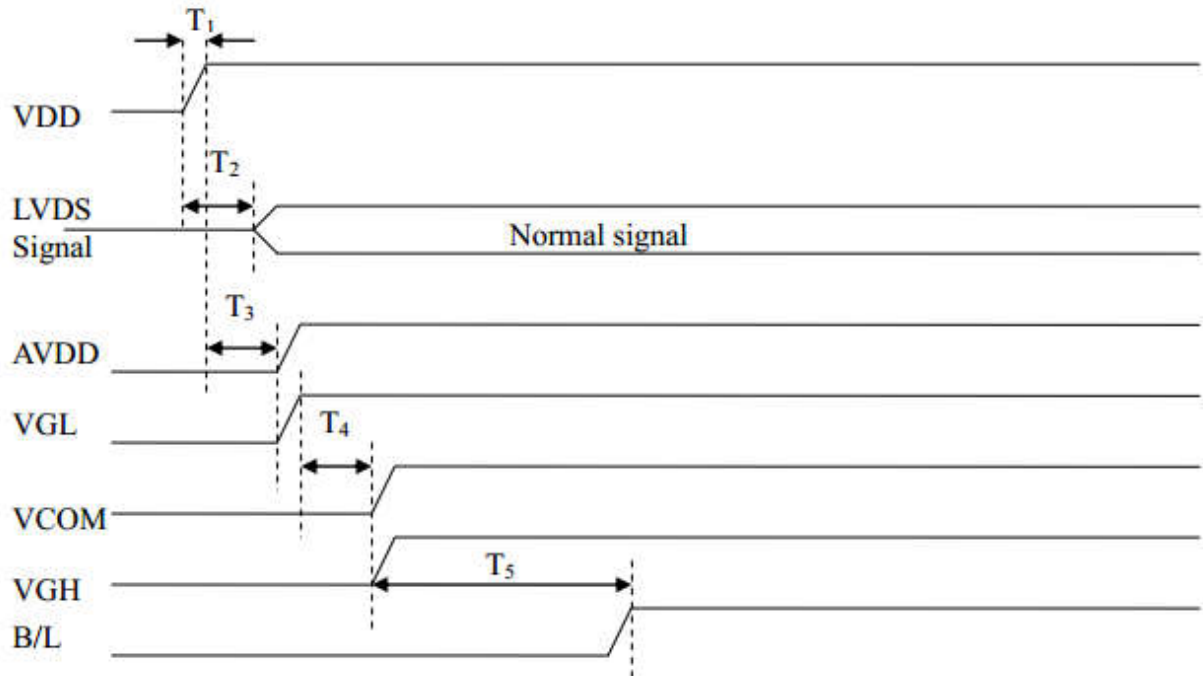 T₁
VDD
T₂
LVDS
Signal
Normal signal
T₃
AVDD
VGL
T₄
VCOM
VGH
T₅
B/L